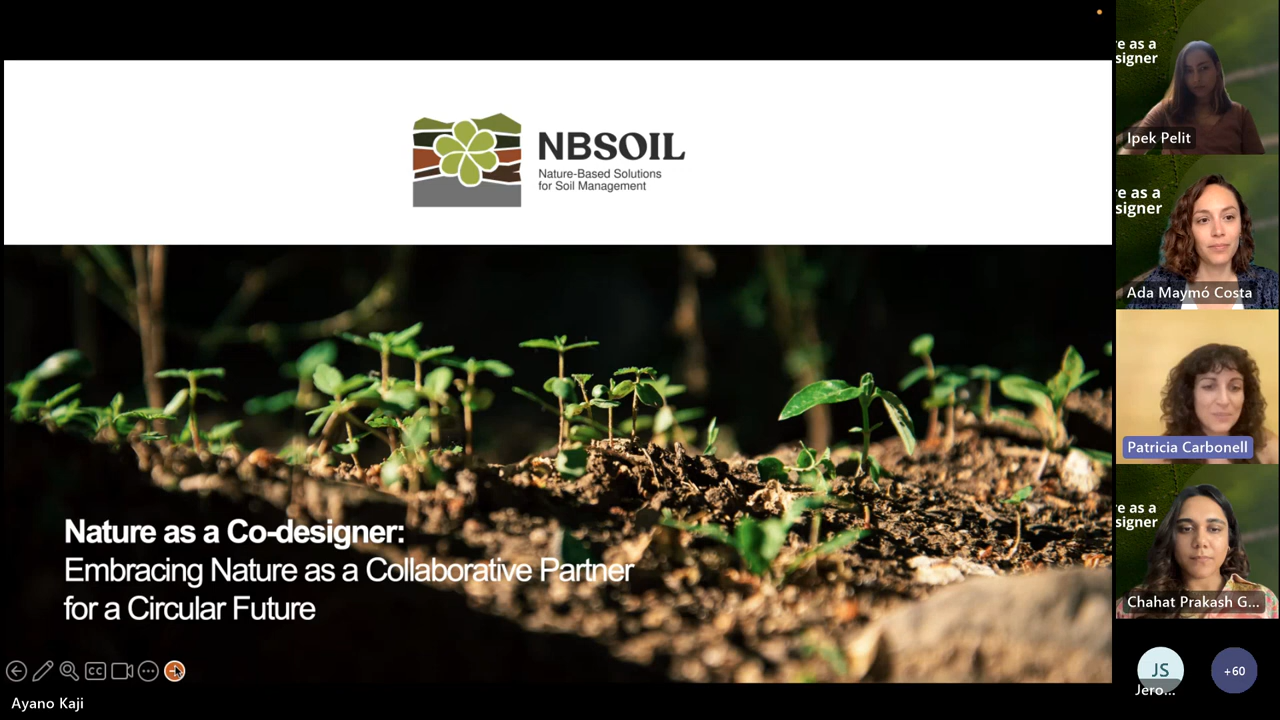 NBSOIL
Nature-Based Solutions
for Soil Management
Nature as a Co-designer:
Embracing Nature as a Collaborative Partner
for a Circular Future
CC
Ayano Kaji
re as a
signer
Ipek Pelit
re as a
signer
Ada Maymó Costa
Patricia Carbonell
re as a
signer
Chahat Prakash G...
JS
Jero...
+60